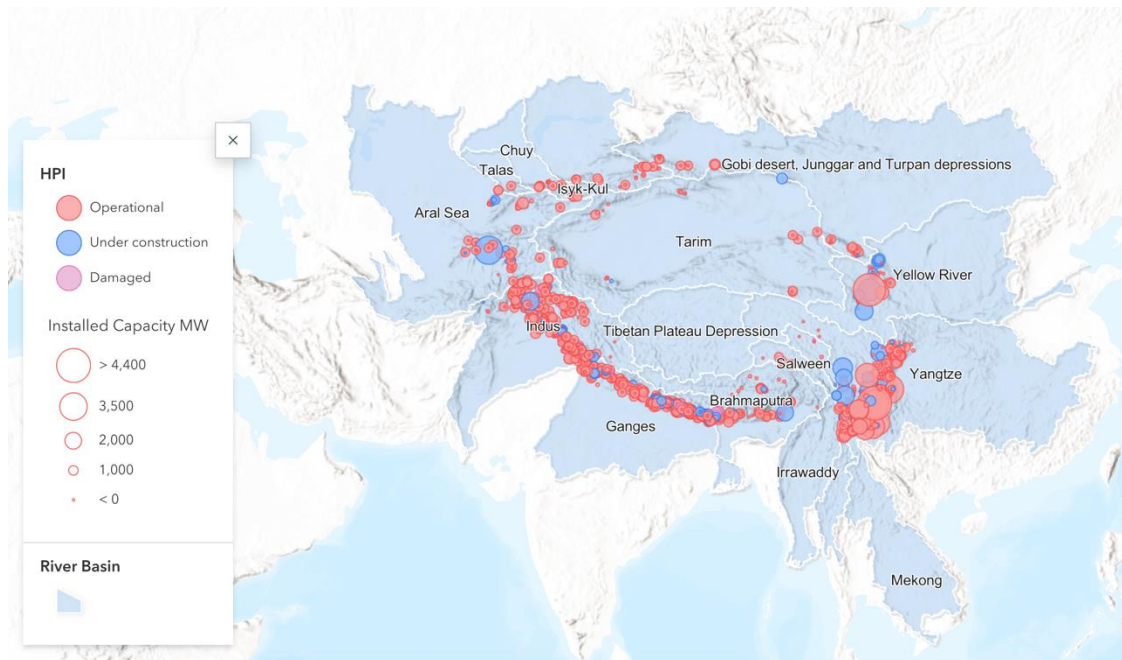 ×
HPI
Operational
Under construction
Damaged
Installed Capacity MW
> 4,400
3,500
2,000
1,000
< 0
River Basin
Chuy
Talas
Isyk-Kul
Gobi desert, Junggar and Turpan depressions
Aral Sea
Tarim
Yellow River
Indus
Tibetan Plateau Depression
Salween
Yangtze
Brahmaputra
Ganges
Irrawaddy
Mekong